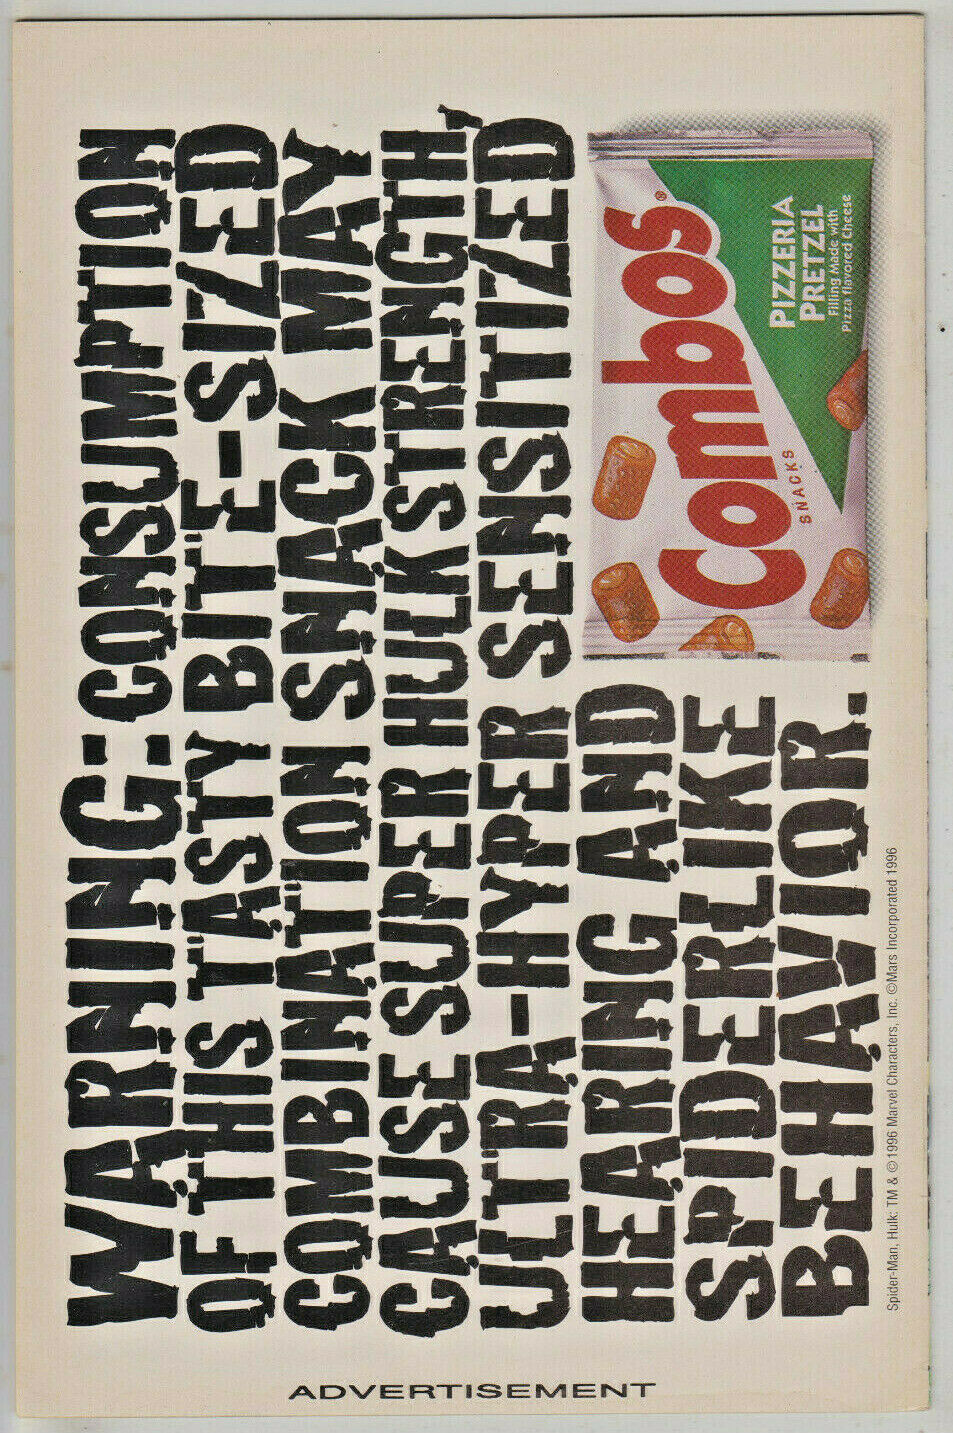 WARNING: CONSUMPTION
OF THIS TASTY BITE-SIZED
COMBINATION SNACK MAY
CAUSE SUPER HULK STRENGTH,
ULTRA-HYPER SENSITIZED
HEARING AND
SPIDERLIKE
BEHAVIOR.
Combos®
SNACKS
PIZZERIA
PRETZEL
Filling Made with
Pizza flavored Cheese
Spider-Man, Hulk: TM & © 1996 Marvel Characters, Inc. ©Mars Incorporated 1996
ADVERTISEMENT